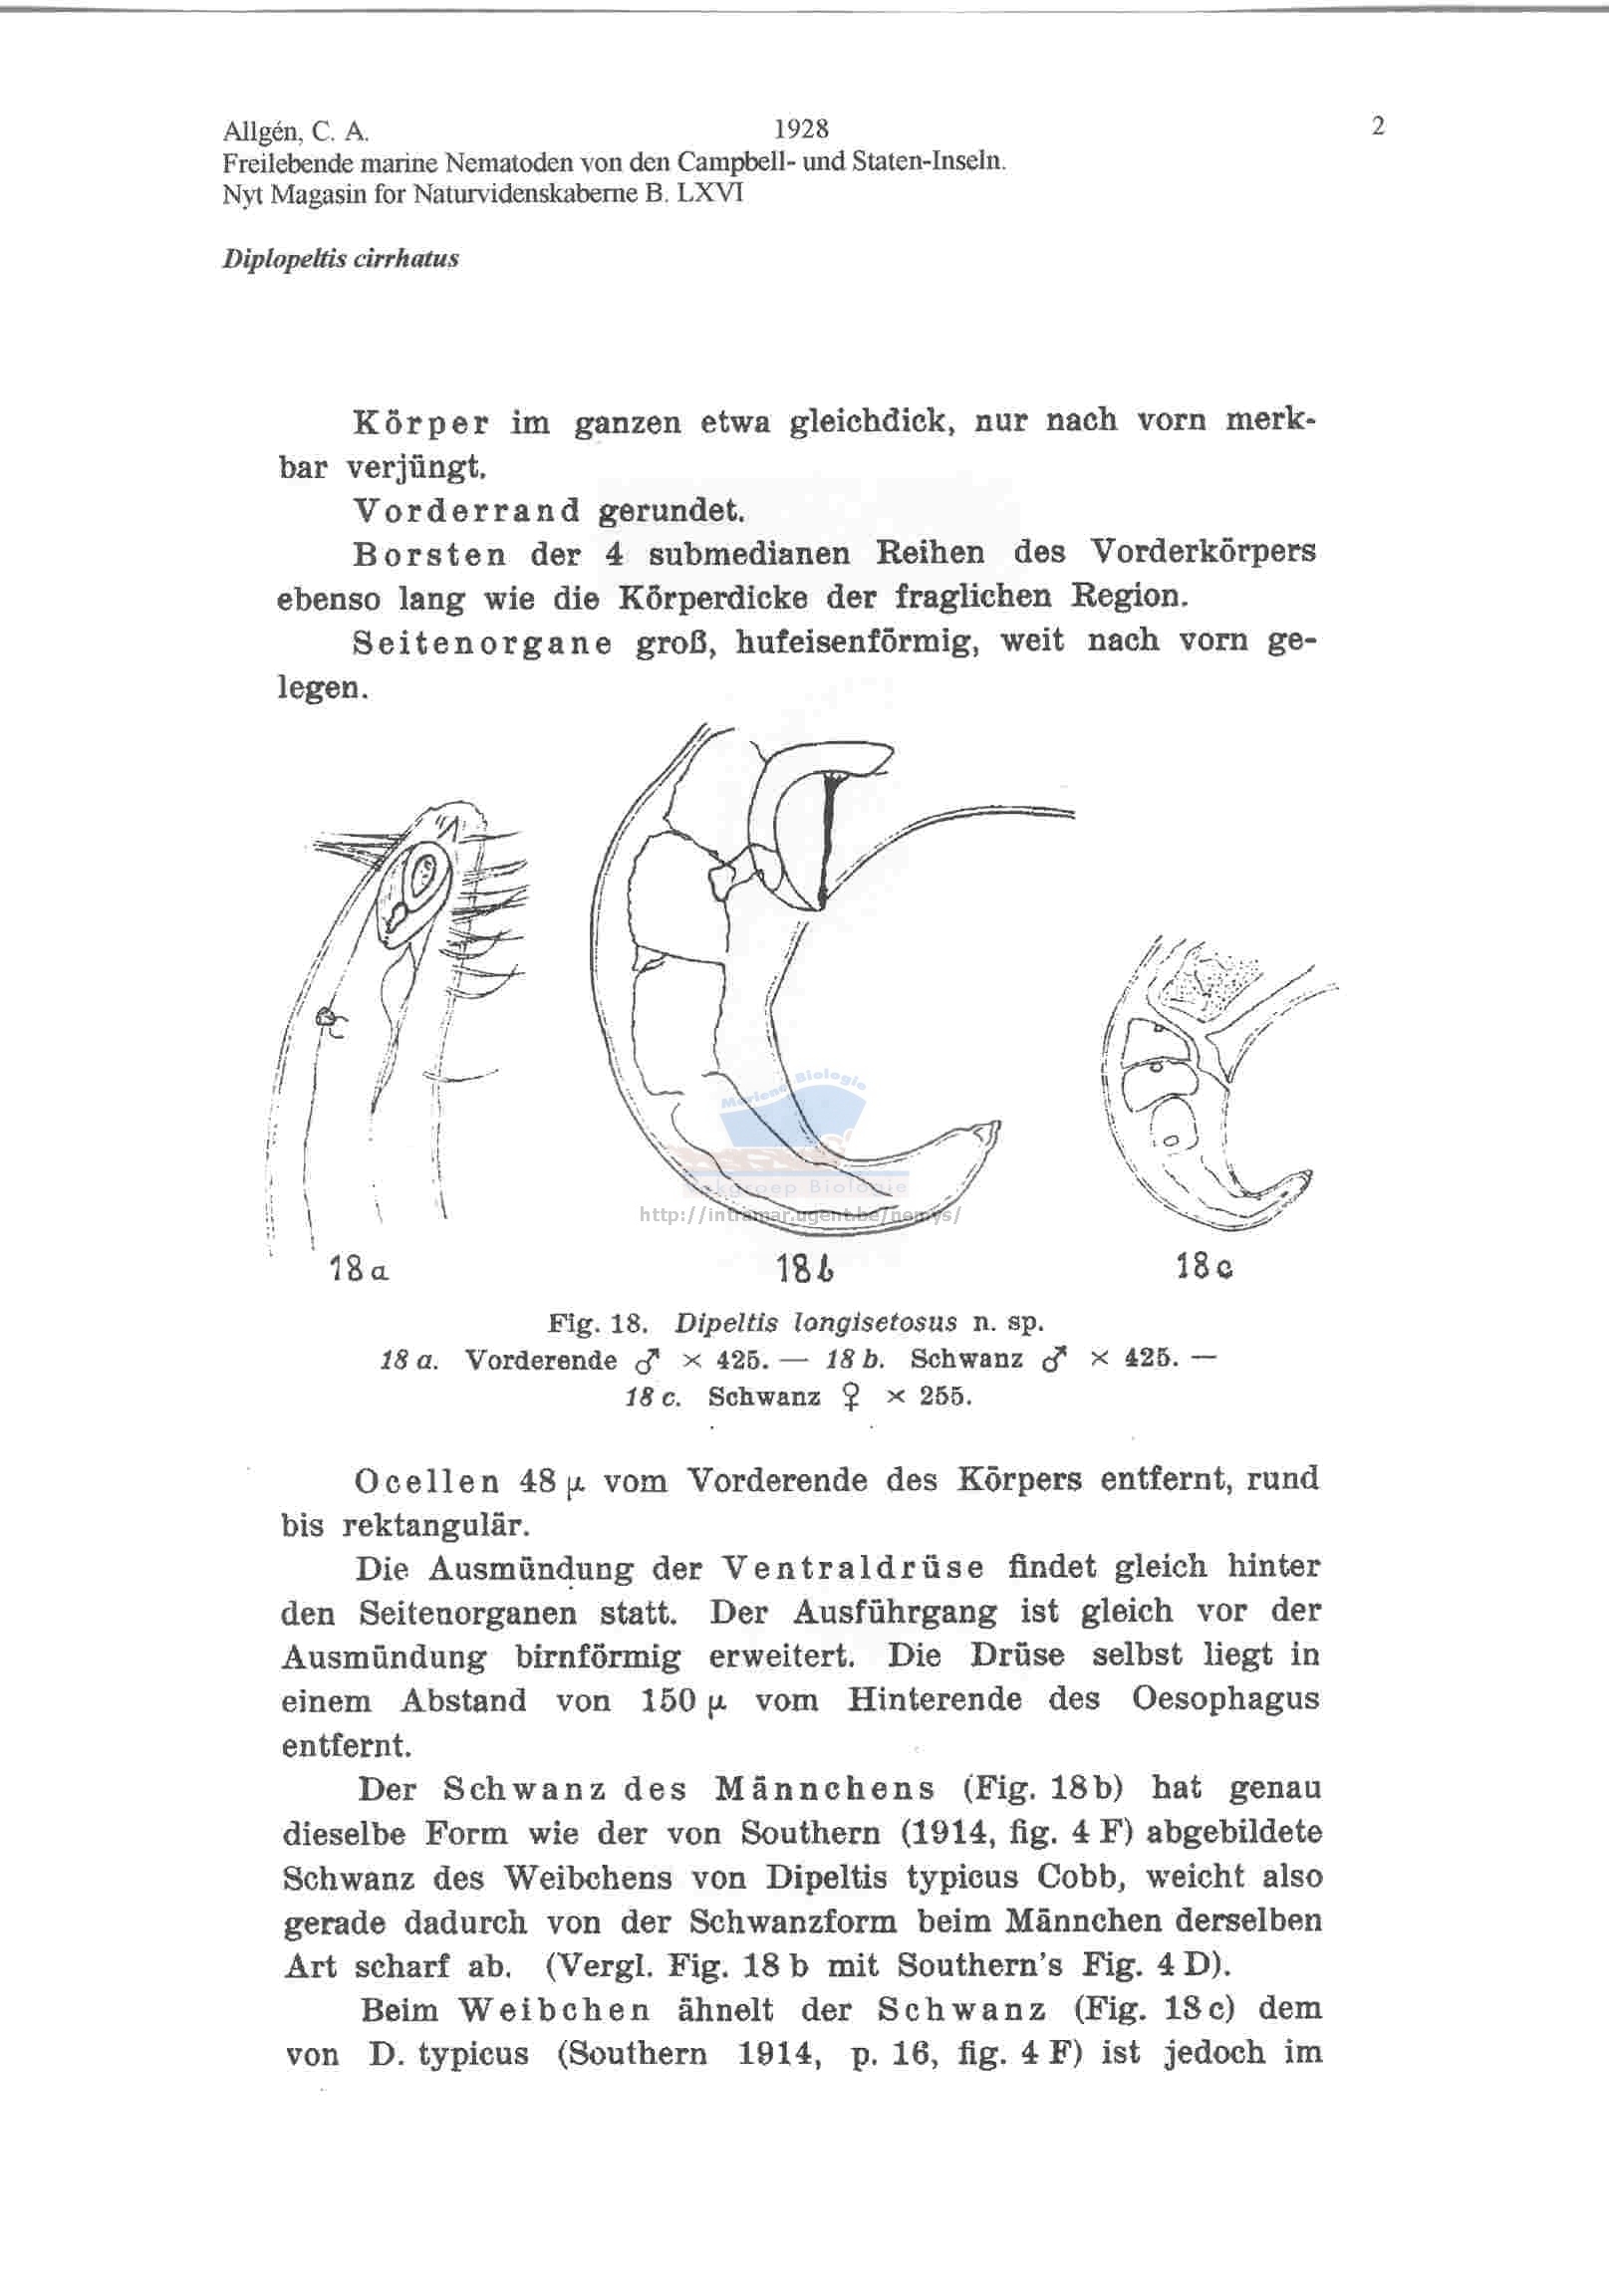 Allgén, C. A. 1928 2
Freilebende marine Nematoden von den Campbell- und Staten-Inseln.
Nyt Magasin for Naturvidenskaberne B. LXVI
Diplopeltis cirrhatus
Körper im ganzen etwa gleichdick, nur nach vorn merk-
bar verjüngt.
Vorderrand gerundet.
Borsten der 4 submedianen Reihen des Vorderkörpers
ebenso lang wie die Körperdicke der fraglichen Region.
Seitenorgane groß, hufeisenförmig, weit nach vorn ge-
legen.
Mariene Biologie
Vakgroep Biologie
http://intramar.ugent.be/nemys/
18 a 18 b 18 c
Fig. 18. Dipeltis longisetosus n. sp.
18 a. Vorderende ♂ × 425. — 18 b. Schwanz ♂ × 425. —
18 c. Schwanz ♀ × 255.
Ocellen 48 μ vom Vorderende des Körpers entfernt, rund
bis rektangulär.
Die Ausmündung der Ventraldrüse findet gleich hinter
den Seitenorganen statt. Der Ausführgang ist gleich vor der
Ausmündung birnförmig erweitert. Die Drüse selbst liegt in
einem Abstand von 150 μ vom Hinterende des Oesophagus
entfernt.
Der Schwanz des Männchens (Fig. 18b) hat genau
dieselbe Form wie der von Southern (1914, fig. 4 F) abgebildete
Schwanz des Weibchens von Dipeltis typicus Cobb, weicht also
gerade dadurch von der Schwanzform beim Männchen derselben
Art scharf ab. (Vergl. Fig. 18 b mit Southern's Fig. 4 D).
Beim Weibchen ähnelt der Schwanz (Fig. 18 c) dem
von D. typicus (Southern 1914, p. 16, fig. 4 F) ist jedoch im